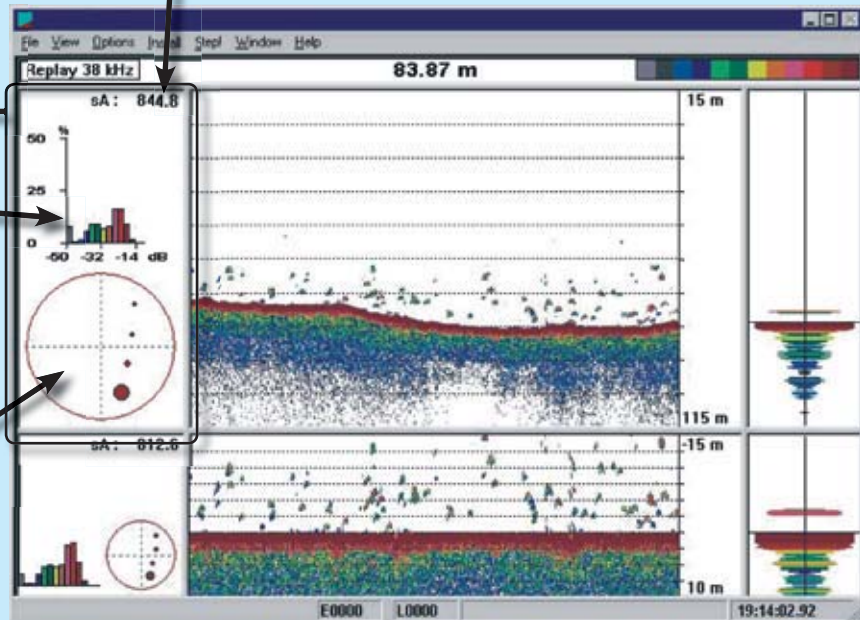 File View Options Install Step! Window Help
Replay 38 kHz
83.87 m
sA: 844.8
%
50
25
0
-50 -32 -14 dB
15 m
115 m
sA: 812.6
-15 m
10 m
E0000 L0000 19:14:02.92